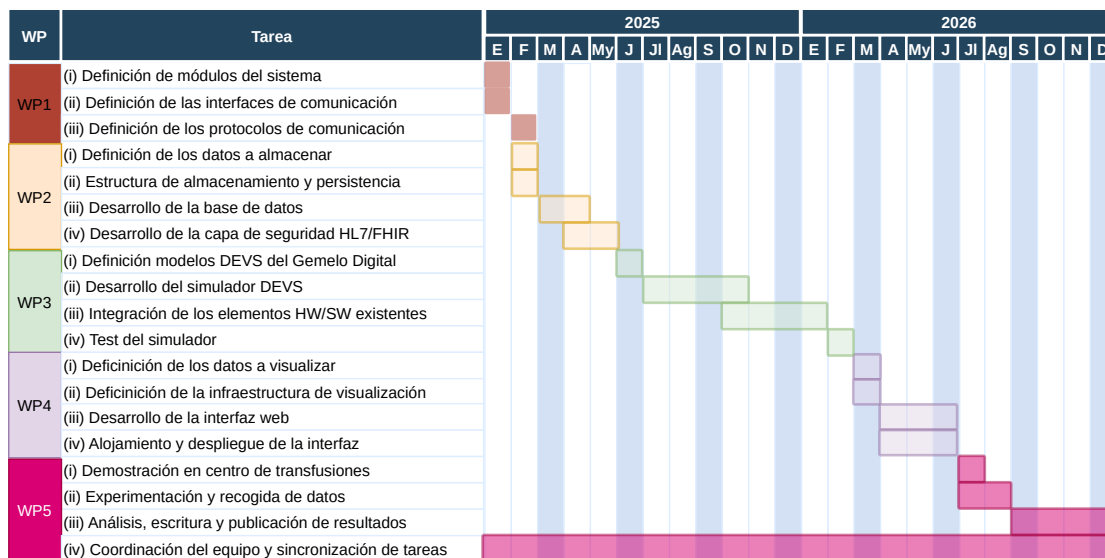 WP Tarea 2025 2026
E F M A My J Jl Ag S O N D E F M A My J Jl Ag S O N D
WP1
(i) Definición de módulos del sistema
(ii) Definición de las interfaces de comunicación
(iii) Definición de los protocolos de comunicación
WP2
(i) Definición de los datos a almacenar
(ii) Estructura de almacenamiento y persistencia
(iii) Desarrollo de la base de datos
(iv) Desarrollo de la capa de seguridad HL7/FHIR
WP3
(i) Definición modelos DEVS del Gemelo Digital
(ii) Desarrollo del simulador DEVS
(iii) Integración de los elementos HW/SW existentes
(iv) Test del simulador
WP4
(i) Deficinición de los datos a visualizar
(ii) Deficinición de la infraestructura de visualización
(iii) Desarrollo de la interfaz web
(iv) Alojamiento y despliegue de la interfaz
WP5
(i) Demostración en centro de transfusiones
(ii) Experimentación y recogida de datos
(iii) Análisis, escritura y publicación de resultados
(iv) Coordinación del equipo y sincronización de tareas